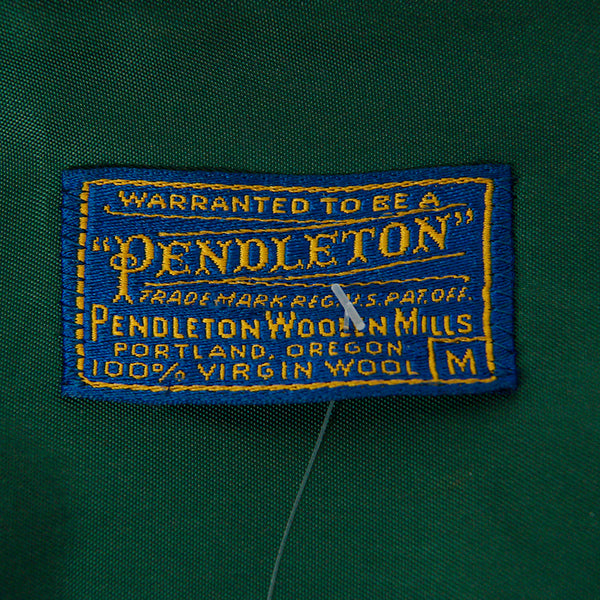 WARRANTED TO BE A
"PENDLETON"
TRADE MARK REG. U.S. PAT. OFF.
PENDLETON WOOLEN MILLS
PORTLAND, OREGON
100% VIRGIN WOOL M